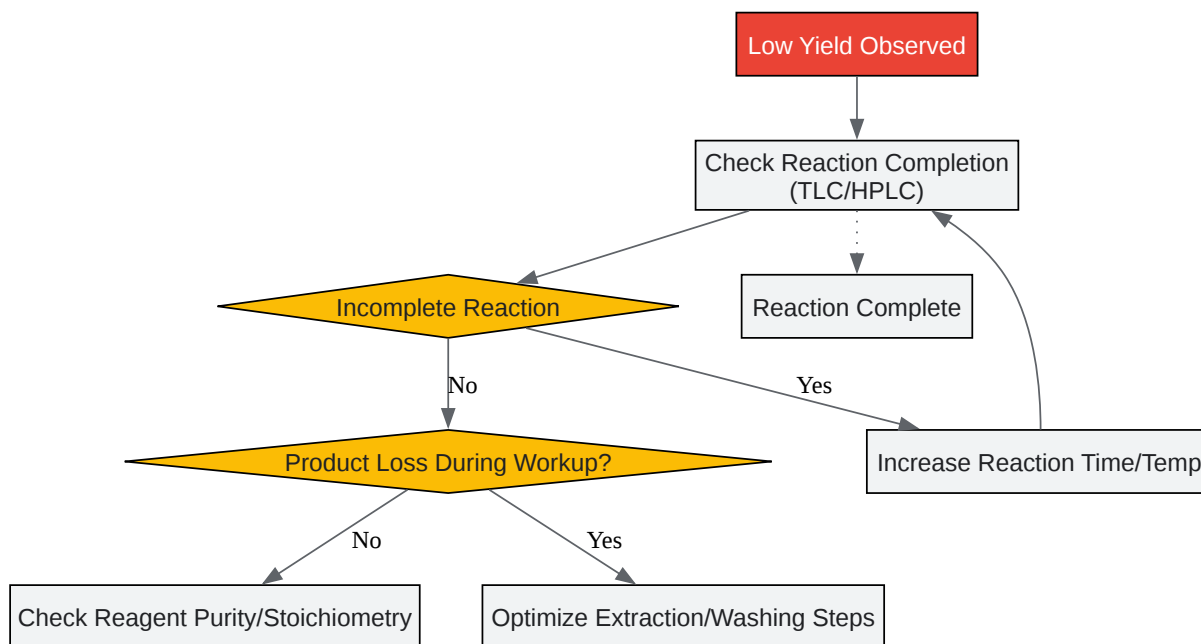 Low Yield Observed
Check Reaction Completion
(TLC/HPLC)
Incomplete Reaction
Reaction Complete
No
Yes
Product Loss During Workup?
Increase Reaction Time/Temp
No
Yes
Check Reagent Purity/Stoichiometry
Optimize Extraction/Washing Steps